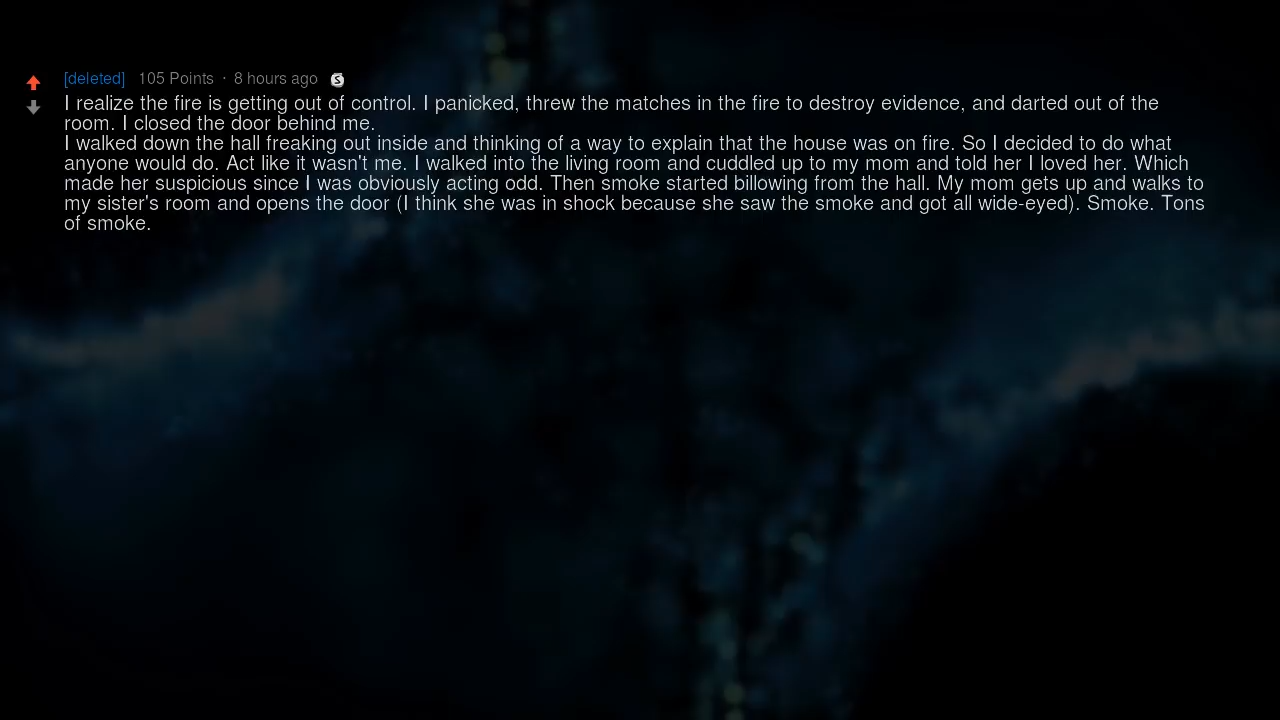 [deleted] 105 Points · 8 hours ago S
I realize the fire is getting out of control. I panicked, threw the matches in the fire to destroy evidence, and darted out of the
room. I closed the door behind me.
I walked down the hall freaking out inside and thinking of a way to explain that the house was on fire. So I decided to do what
anyone would do. Act like it wasn't me. I walked into the living room and cuddled up to my mom and told her I loved her. Which
made her suspicious since I was obviously acting odd. Then smoke started billowing from the hall. My mom gets up and walks to
my sister's room and opens the door (I think she was in shock because she saw the smoke and got all wide-eyed). Smoke. Tons
of smoke.